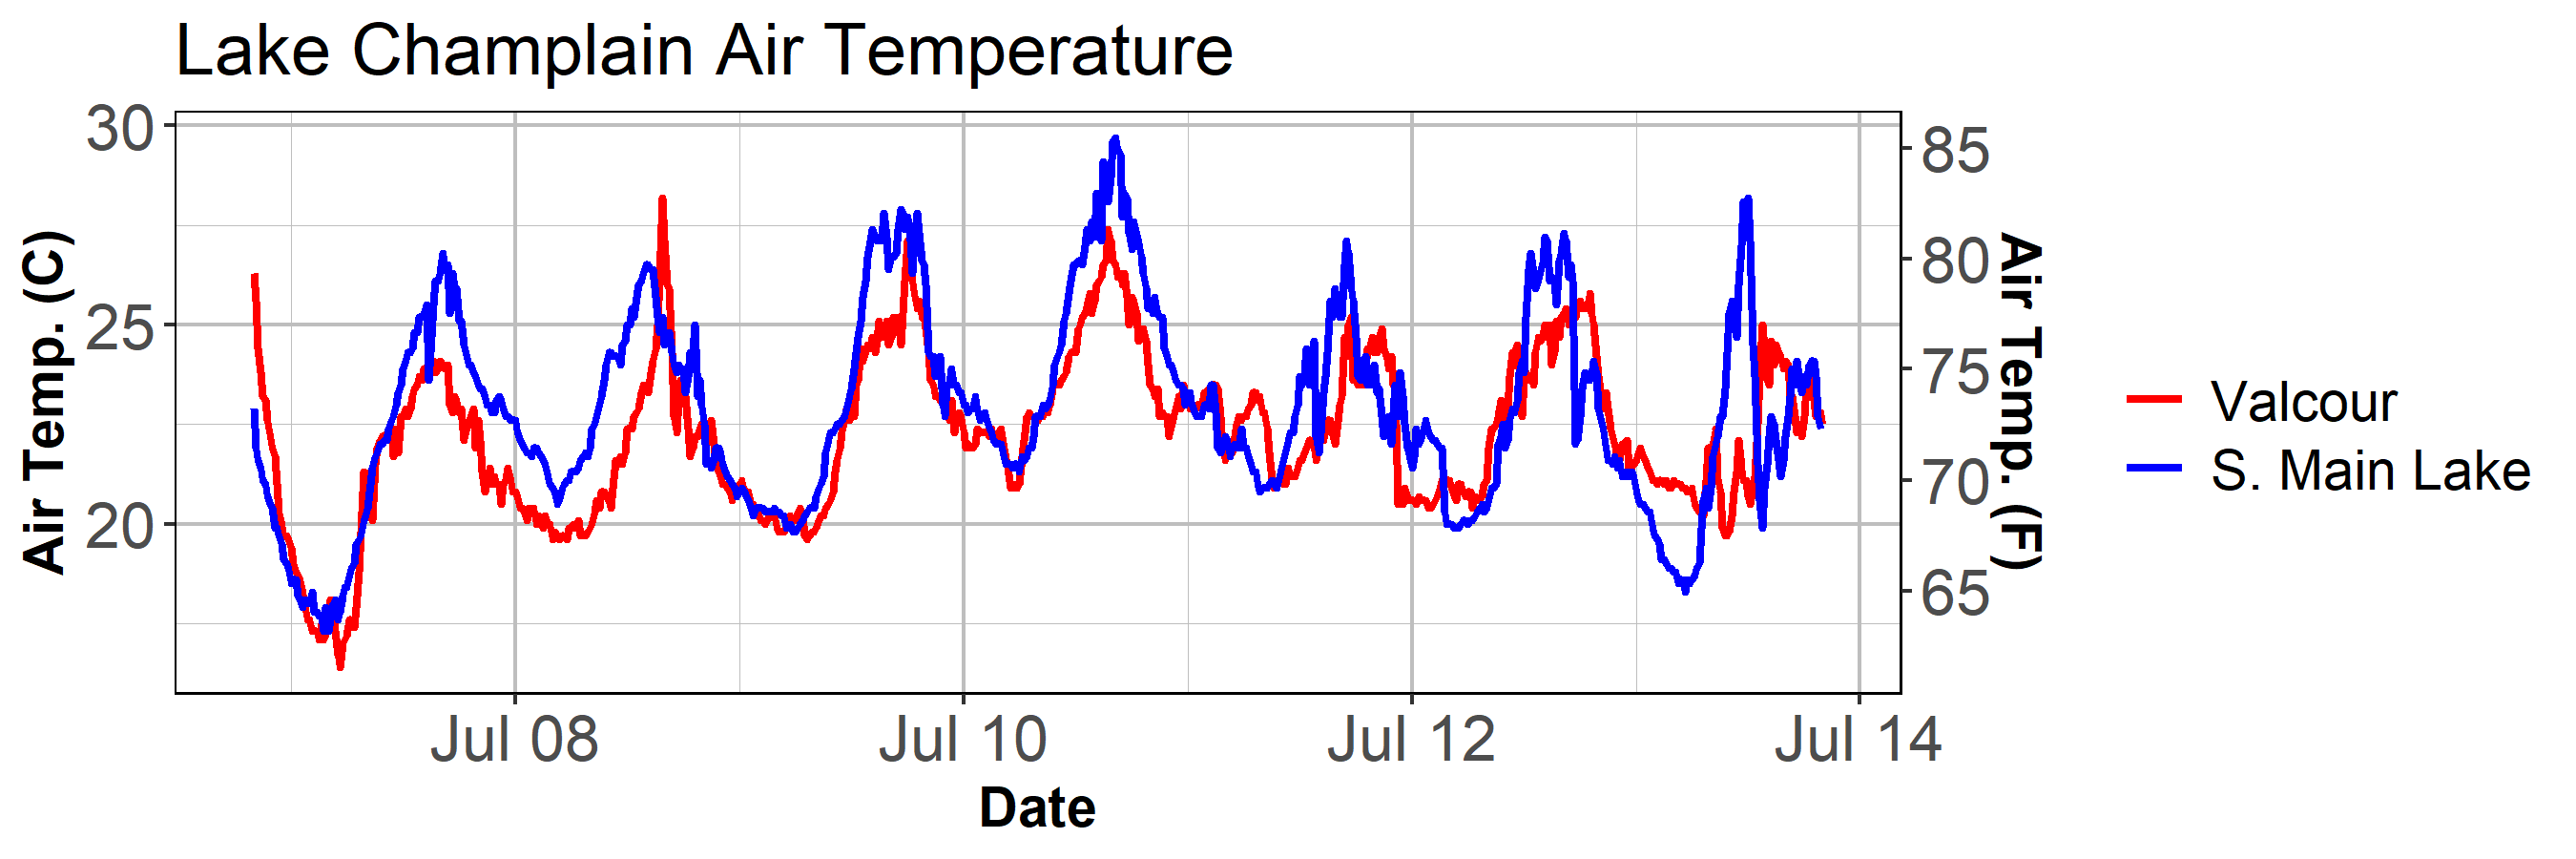 Lake Champlain Air Temperature
30
25
20
Air Temp. (C)
85
80
75
70
65
Air Temp. (F)
Valcour
S. Main Lake
Jul 08
Jul 10
Jul 12
Jul 14
Date